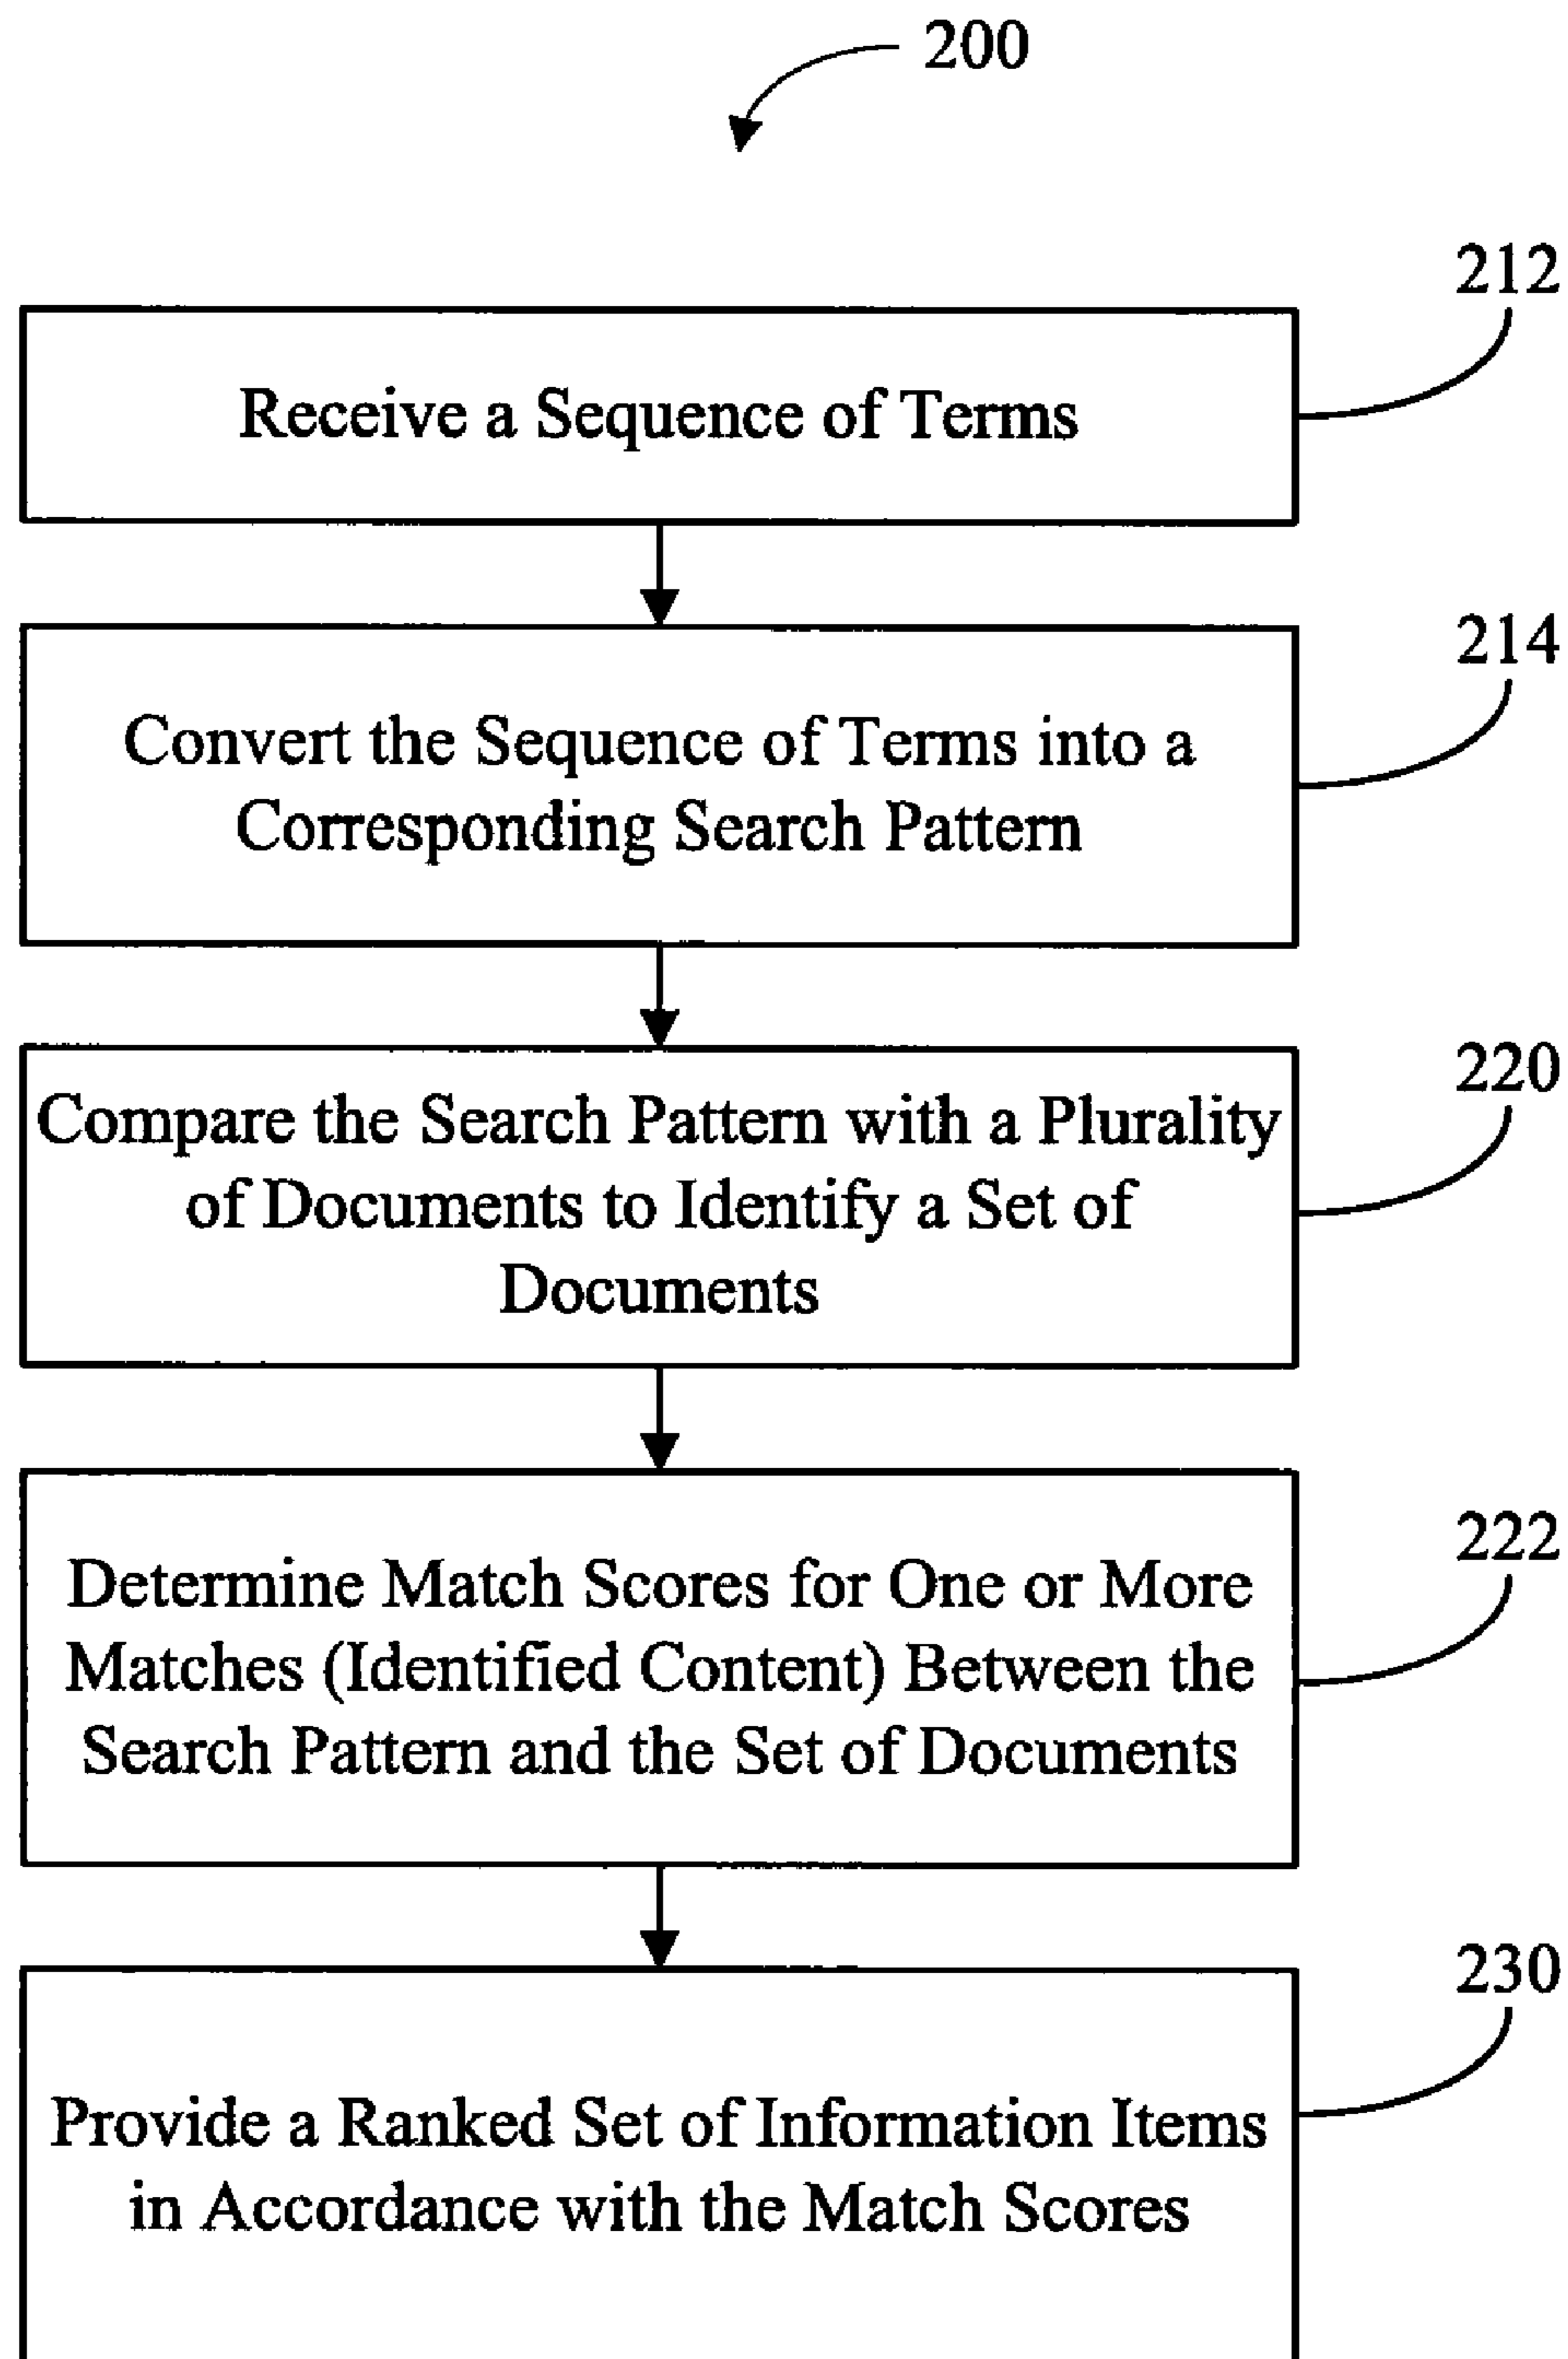 200
212
Receive a Sequence of Terms
214
Convert the Sequence of Terms into a
Corresponding Search Pattern
220
Compare the Search Pattern with a Plurality
of Documents to Identify a Set of
Documents
222
Determine Match Scores for One or More
Matches (Identified Content) Between the
Search Pattern and the Set of Documents
230
Provide a Ranked Set of Information Items
in Accordance with the Match Scores